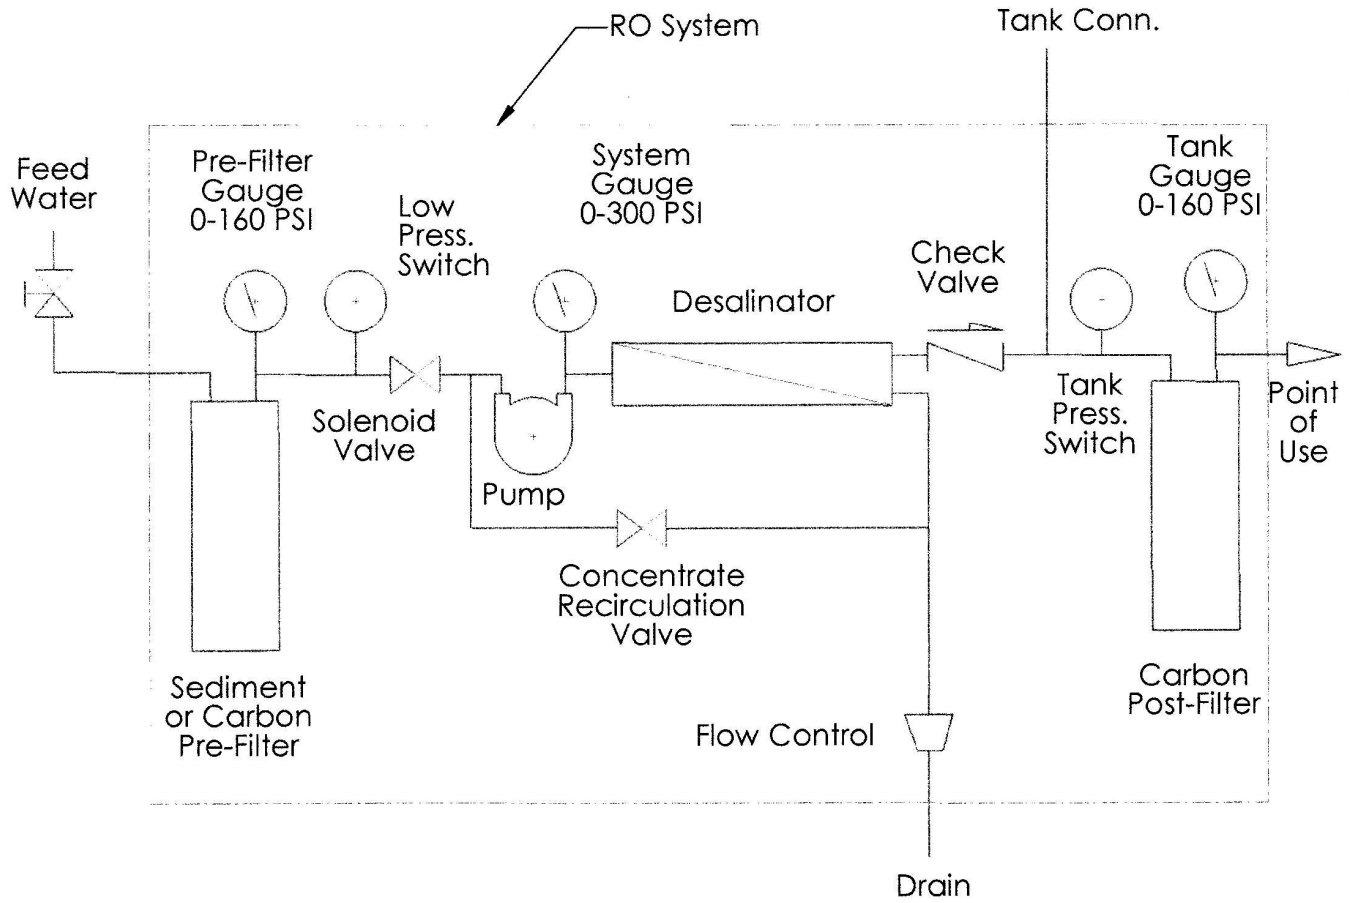 RO System
Tank Conn.
Feed
Water
Pre-Filter
Gauge
0-160 PSI
Low
Press.
Switch
System
Gauge
0-300 PSI
Tank
Gauge
0-160 PSI
Check
Valve
Desalinator
Solenoid
Valve
Pump
Tank
Press.
Switch
Point
of
Use
Concentrate
Recirculation
Valve
Sediment
or Carbon
Pre-Filter
Carbon
Post-Filter
Flow Control
Drain